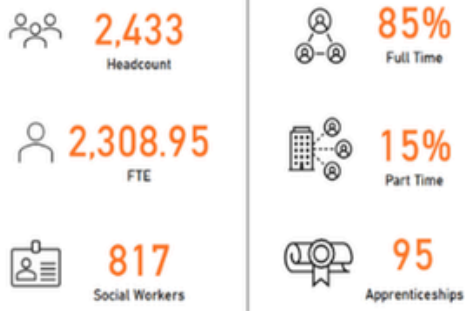 2,433
Headcount
2,308.95
FTE
817
Social Workers
85%
Full Time
15%
Part Time
95
Apprenticeships